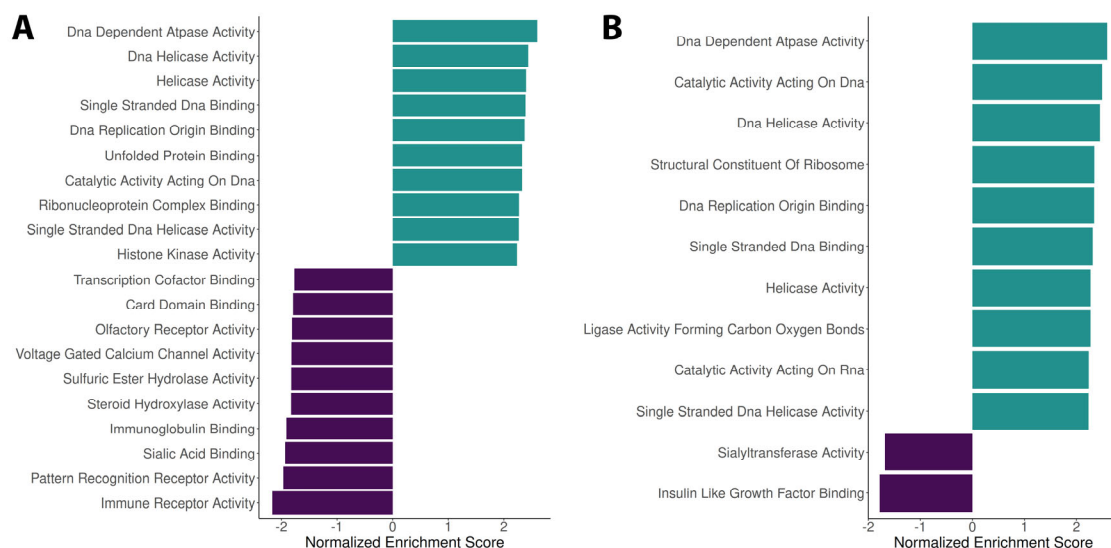 A
Dna Dependent Atpase Activity
Dna Helicase Activity
Helicase Activity
Single Stranded Dna Binding
Dna Replication Origin Binding
Unfolded Protein Binding
Catalytic Activity Acting On Dna
Ribonucleoprotein Complex Binding
Single Stranded Dna Helicase Activity
Histone Kinase Activity
Transcription Cofactor Binding
Card Domain Binding
Olfactory Receptor Activity
Voltage Gated Calcium Channel Activity
Sulfuric Ester Hydrolase Activity
Steroid Hydroxylase Activity
Immunoglobulin Binding
Sialic Acid Binding
Pattern Recognition Receptor Activity
Immune Receptor Activity
-2 -1 0 1 2
Normalized Enrichment Score
B
Dna Dependent Atpase Activity
Catalytic Activity Acting On Dna
Dna Helicase Activity
Structural Constituent Of Ribosome
Dna Replication Origin Binding
Single Stranded Dna Binding
Helicase Activity
Ligase Activity Forming Carbon Oxygen Bonds
Catalytic Activity Acting On Rna
Single Stranded Dna Helicase Activity
Sialyltransferase Activity
Insulin Like Growth Factor Binding
-2 -1 0 1 2
Normalized Enrichment Score